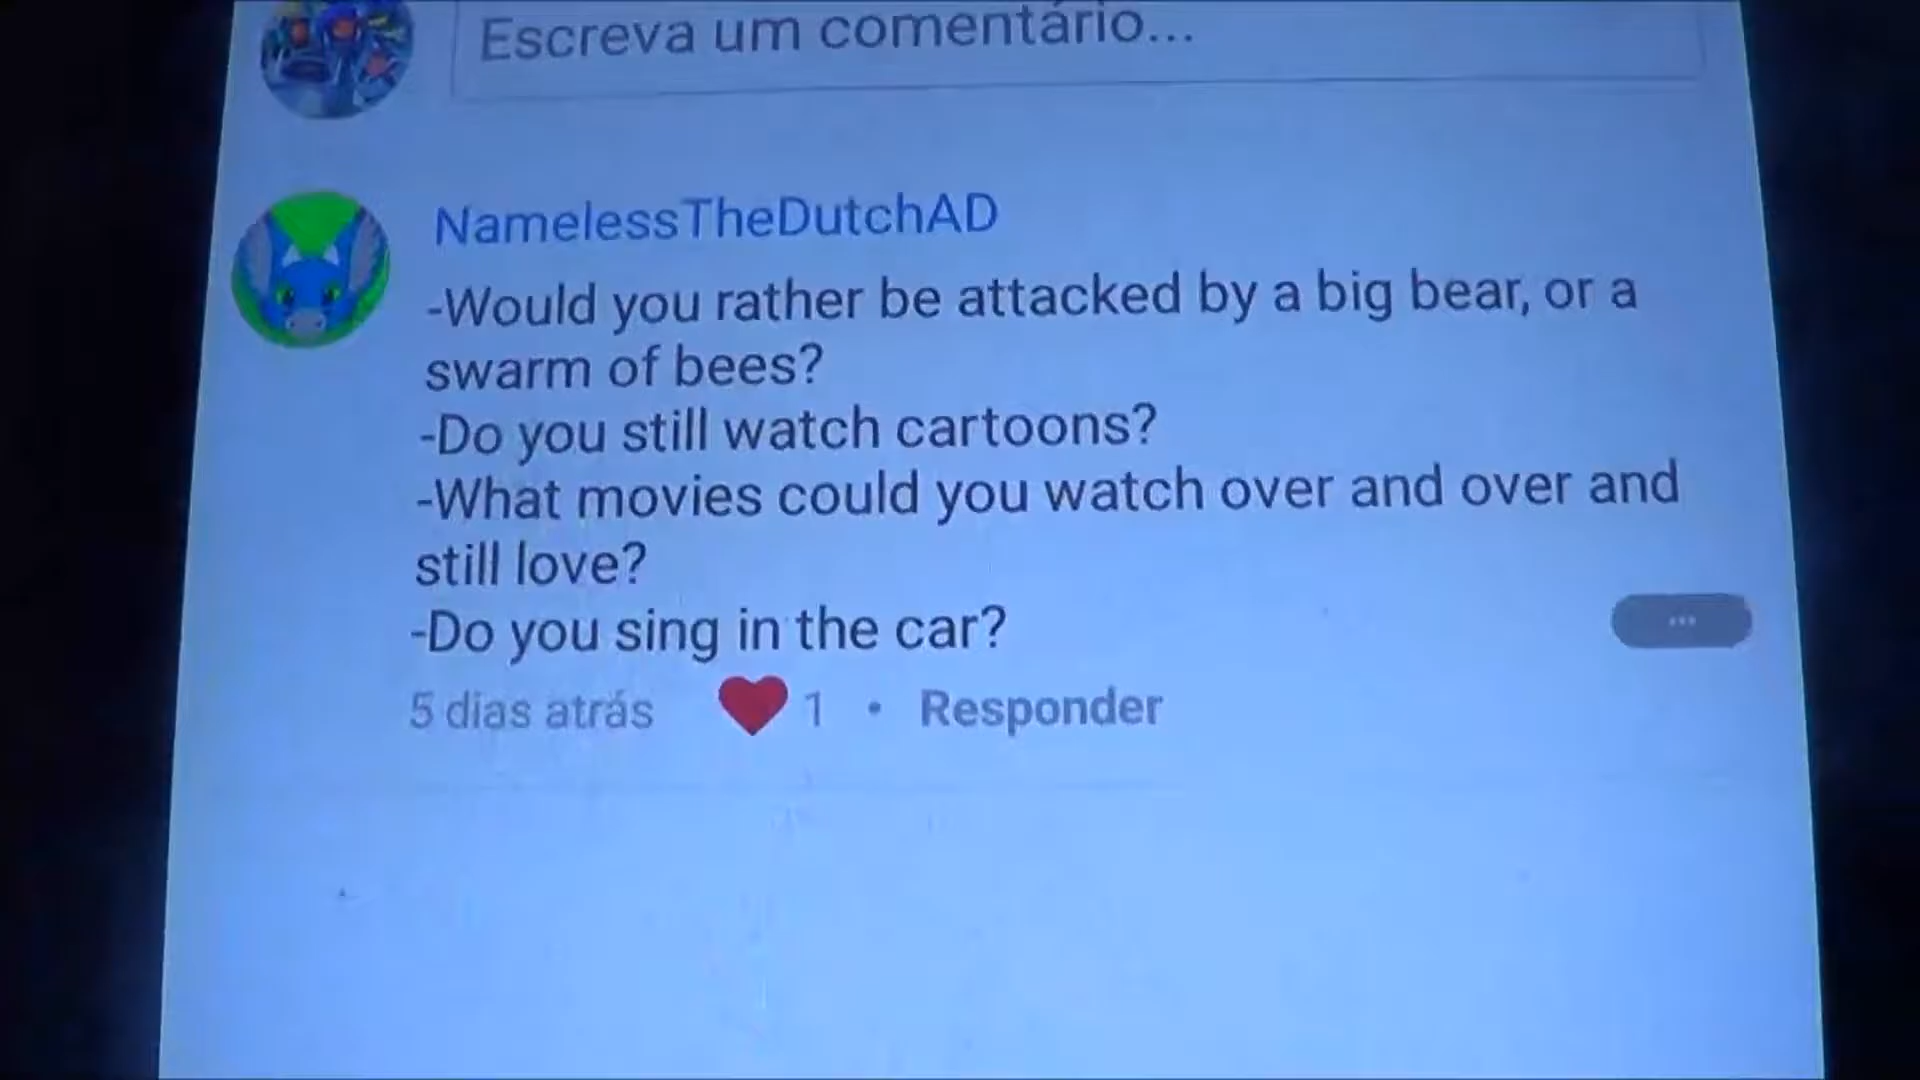 Escreva um comentário...
NamelessTheDutchAD
-Would you rather be attacked by a big bear, or a
swarm of bees?
-Do you still watch cartoons?
-What movies could you watch over and over and
still love?
-Do you sing in the car?
5 dias atrás 1 • Responder